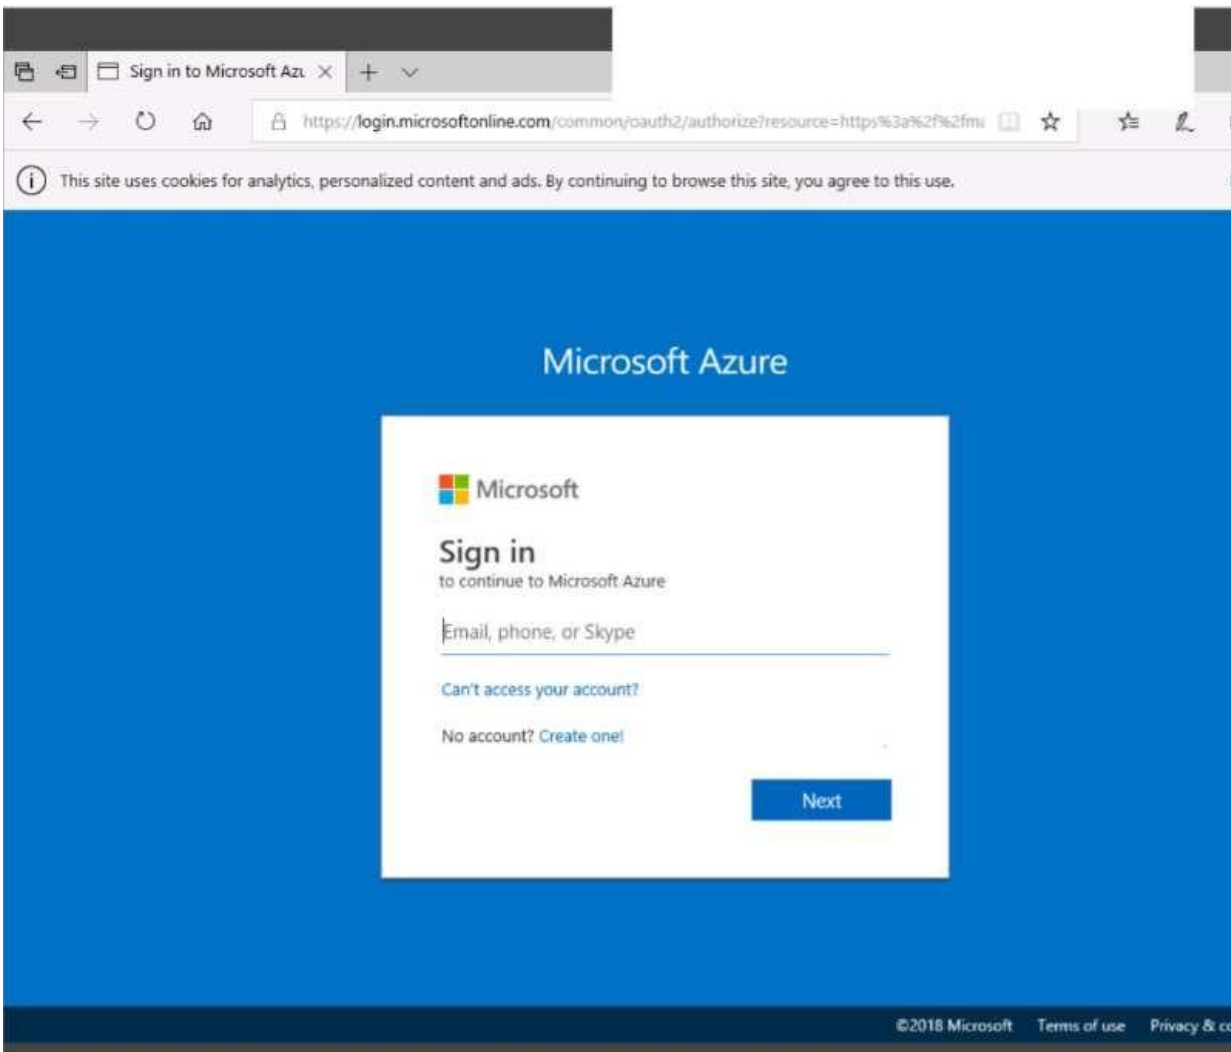 Sign in to Microsoft Azu
https://login.microsoftonline.com/common/oauth2/authorize?resource=https%3a%2f%2fma
This site uses cookies for analytics, personalized content and ads. By continuing to browse this site, you agree to this use.
Microsoft Azure
Microsoft
Sign in
to continue to Microsoft Azure
Email, phone, or Skype
Can't access your account?
No account? Create one!
Next
©2018 Microsoft Terms of use Privacy & co